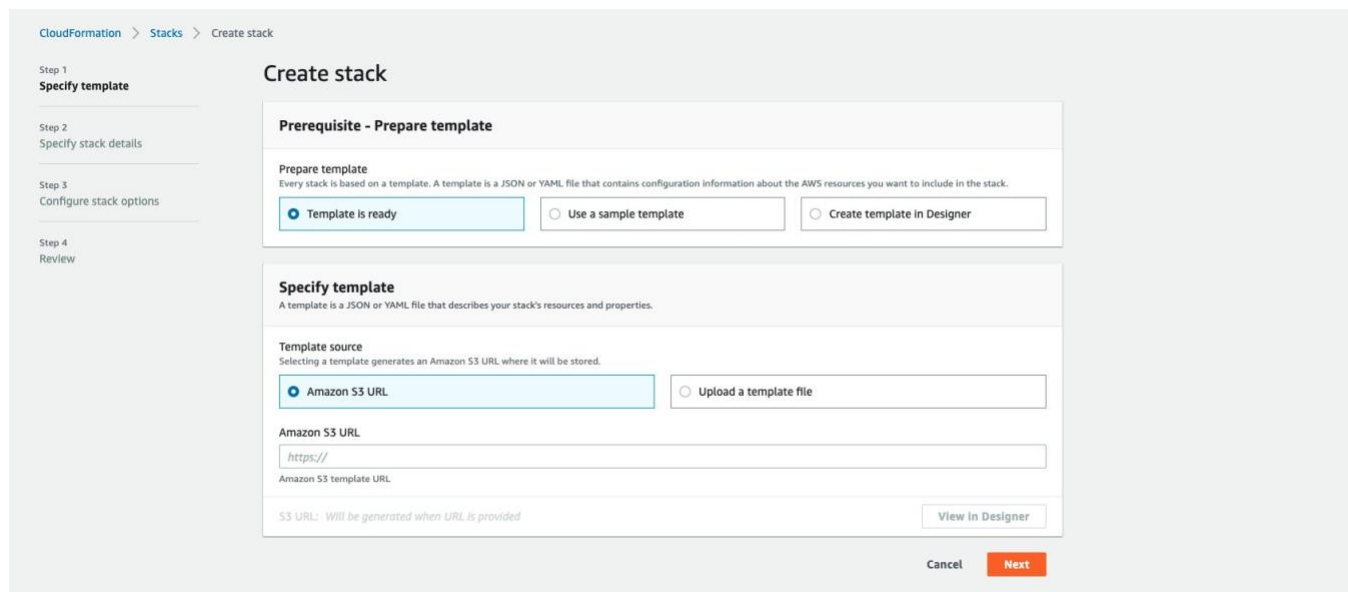 CloudFormation > Stacks > Create stack
Step 1
Specify template
Step 2
Specify stack details
Step 3
Configure stack options
Step 4
Review
Create stack
Prerequisite - Prepare template
Prepare template
Every stack is based on a template. A template is a JSON or YAML file that contains configuration information about the AWS resources you want to include in the stack.
Template is ready
Use a sample template
Create template in Designer
Specify template
A template is a JSON or YAML file that describes your stack's resources and properties.
Template source
Selecting a template generates an Amazon S3 URL where it will be stored.
Amazon S3 URL
Upload a template file
Amazon S3 URL
https://
Amazon S3 template URL
S3 URL: Will be generated when URL is provided
View in Designer
Cancel
Next